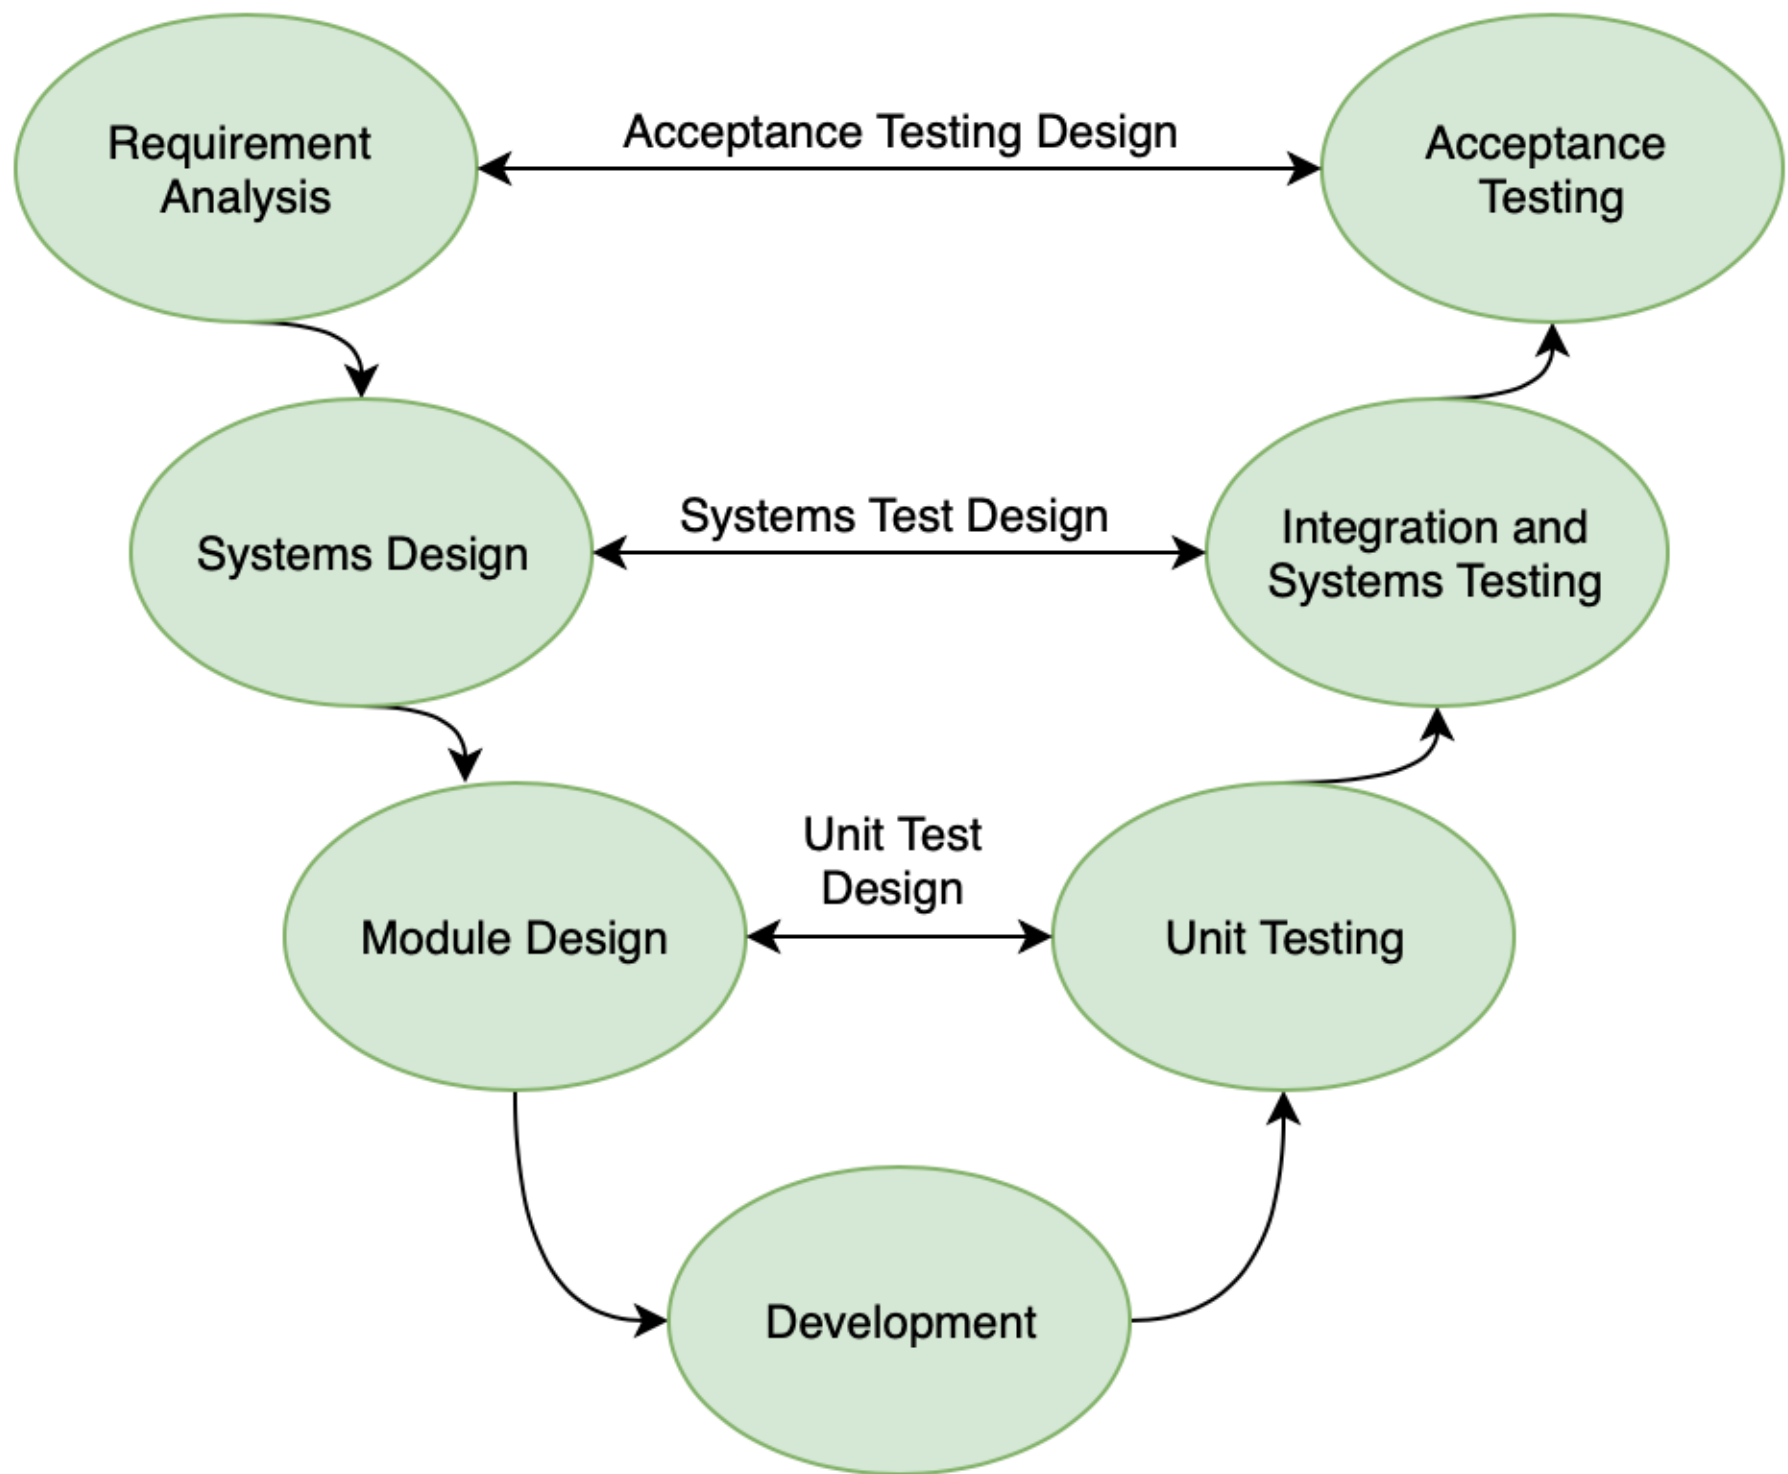 Requirement
Analysis
Acceptance Testing Design
Acceptance
Testing
Systems Design
Systems Test Design
Integration and
Systems Testing
Module Design
Unit Test
Design
Unit Testing
Development